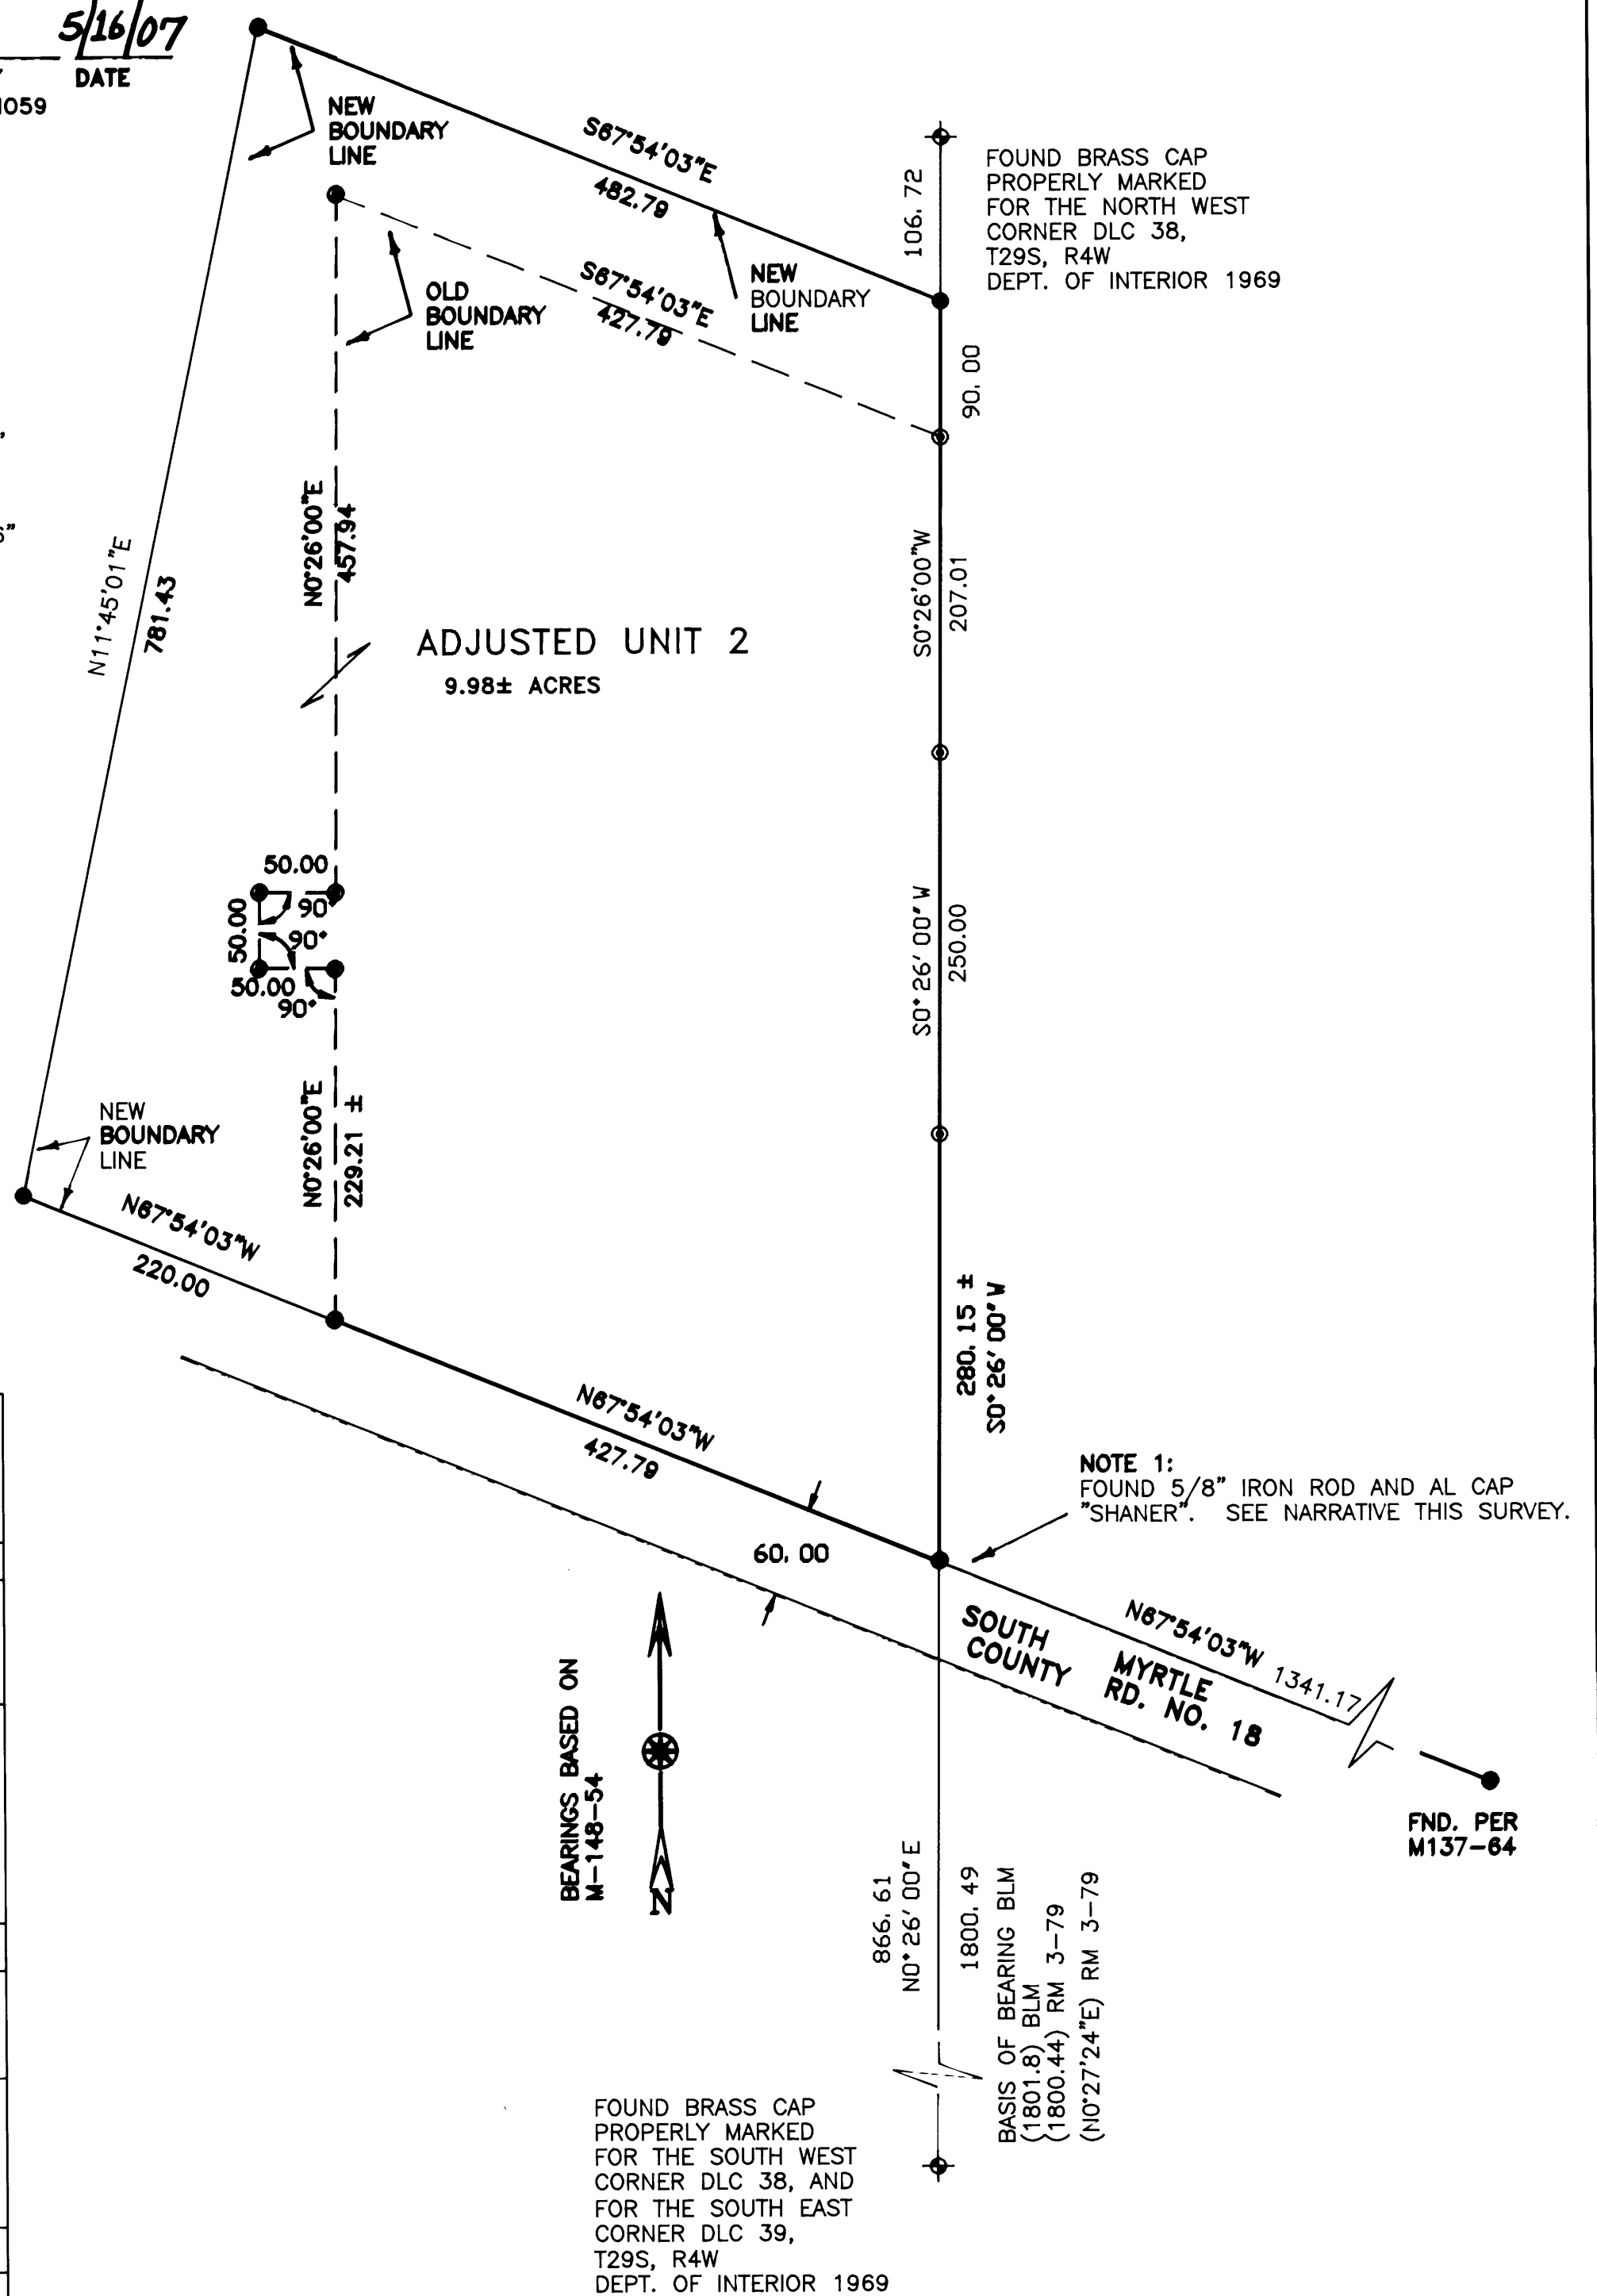 5/16/07
DATE
1059
NEW
BOUNDARY
LINE
S67°54'03"E
482.79
106.72
FOUND BRASS CAP
PROPERLY MARKED
FOR THE NORTH WEST
CORNER DLC 38,
T29S, R4W
DEPT. OF INTERIOR 1969
OLD
BOUNDARY
LINE
S67°54'03"E
427.79
NEW
BOUNDARY
LINE
90.00
N0°26'00"E
457.94
S0°26'00"W
207.01
N11°45'01"E
781.43
ADJUSTED UNIT 2
9.98± ACRES
50.00
90°
50.00
90°
50.00
90°
S0°26'00"W
250.00
N0°26'00"E
229.21 ±
NEW
BOUNDARY
LINE
N67°54'03"W
220.00
280.15 ±
S0°26'00"W
N67°54'03"W
427.79
NOTE 1:
FOUND 5/8" IRON ROD AND AL CAP
"SHANER". SEE NARRATIVE THIS SURVEY.
60.00
N67°54'03"W 1341.17
SOUTH MYRTLE
COUNTY RD. NO. 18
BEARINGS BASED ON
M-148-54
N
FND. PER
M137-64
866.61
N0°26'00"E
1800.49
BASIS OF BEARING BLM
(1801.8) BLM
(1800.44) RM 3-79
(N0°27'24"E) RM 3-79
FOUND BRASS CAP
PROPERLY MARKED
FOR THE SOUTH WEST
CORNER DLC 38, AND
FOR THE SOUTH EAST
CORNER DLC 39,
T29S, R4W
DEPT. OF INTERIOR 1969